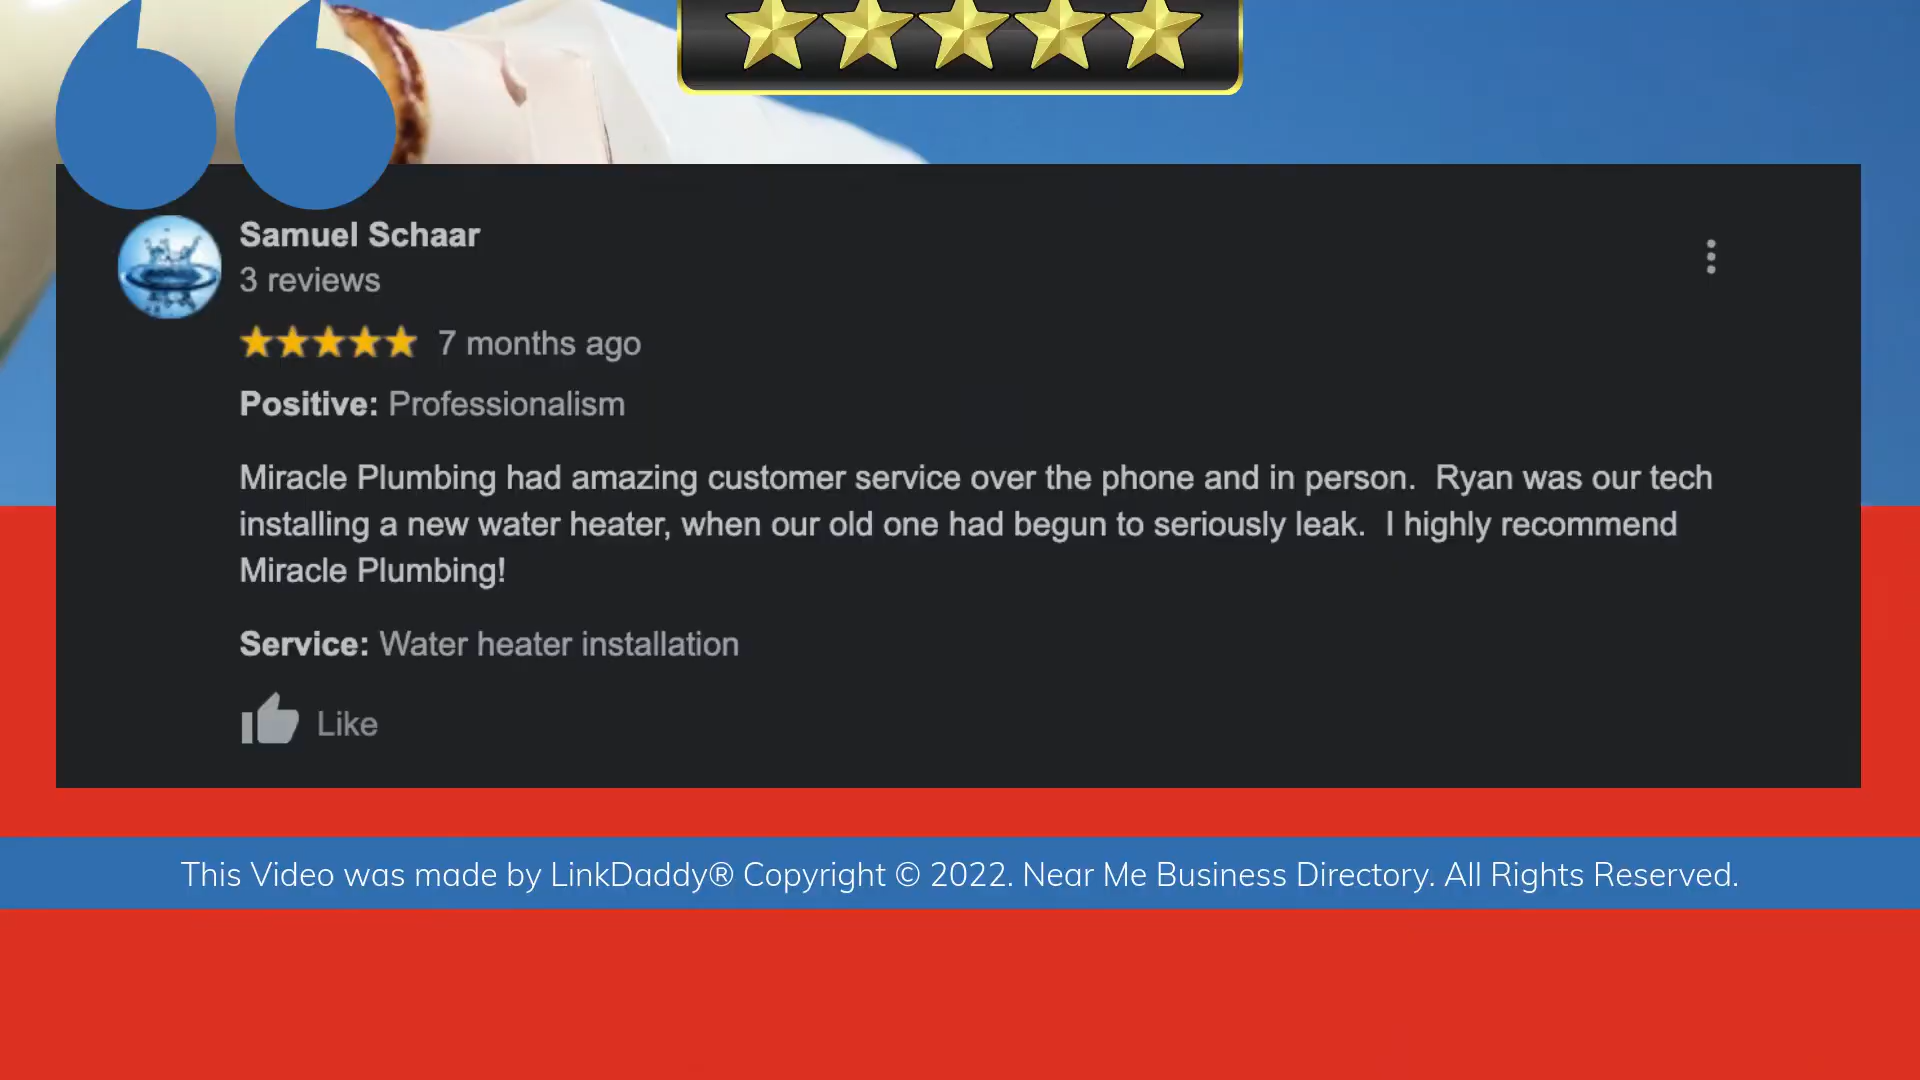 Samuel Schaar
3 reviews
7 months ago
Positive: Professionalism
Miracle Plumbing had amazing customer service over the phone and in person.  Ryan was our tech
installing a new water heater, when our old one had begun to seriously leak.  I highly recommend
Miracle Plumbing!
Service: Water heater installation
Like
This Video was made by LinkDaddy® Copyright © 2022. Near Me Business Directory. All Rights Reserved.